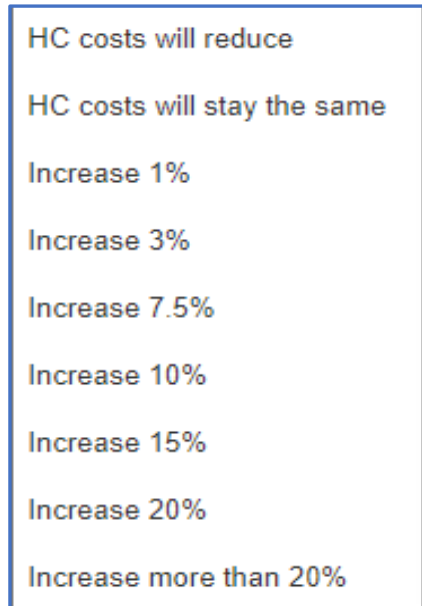 HC costs will reduce
HC costs will stay the same
Increase 1%
Increase 3%
Increase 7.5%
Increase 10%
Increase 15%
Increase 20%
Increase more than 20%